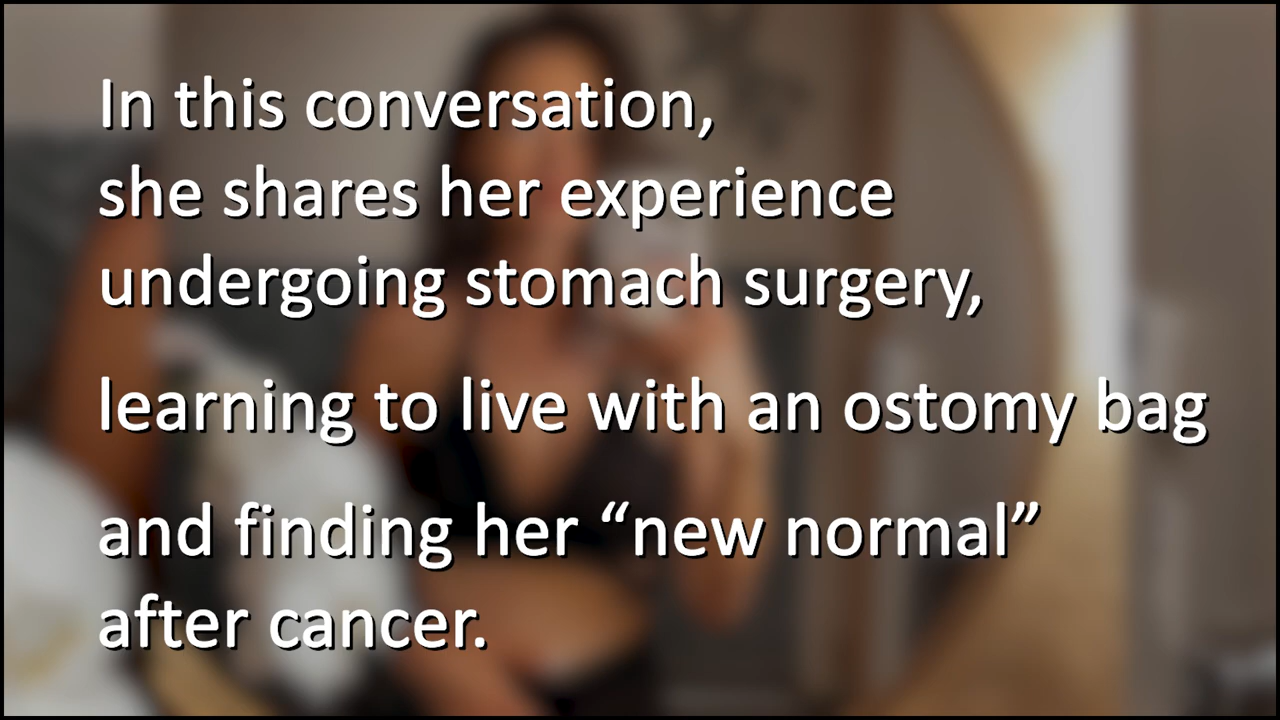 In this conversation,
she shares her experience
undergoing stomach surgery,
learning to live with an ostomy bag
and finding her “new normal”
after cancer.